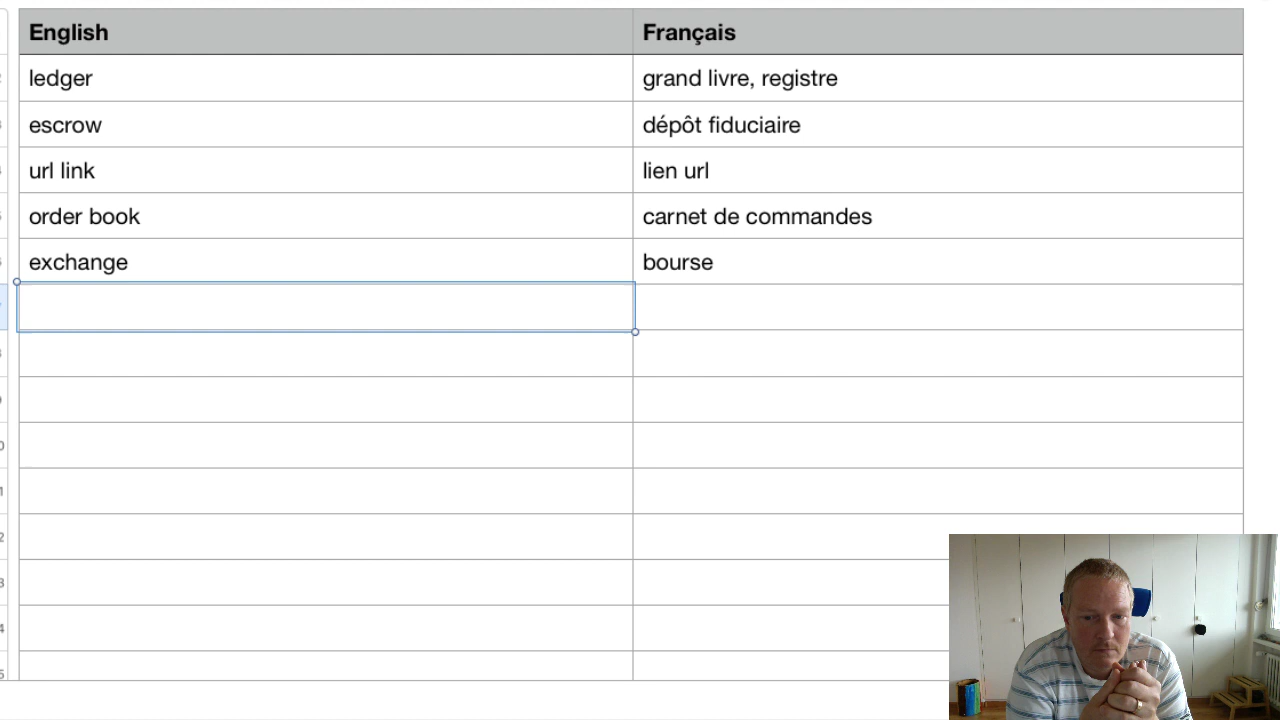 English Français
ledger grand livre, registre
escrow dépôt fiduciaire
url link lien url
order book carnet de commandes
exchange bourse